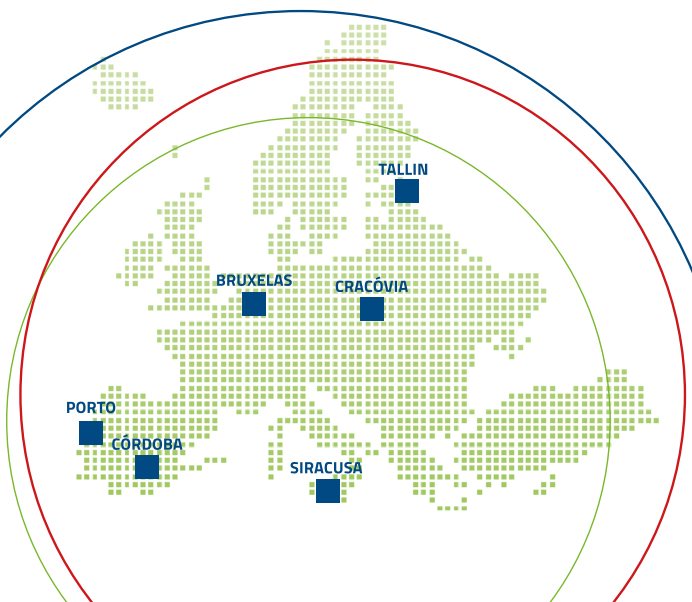 TALLIN
BRUXELAS
CRACÓVIA
PORTO
CÓRDOBA
SIRACUSA